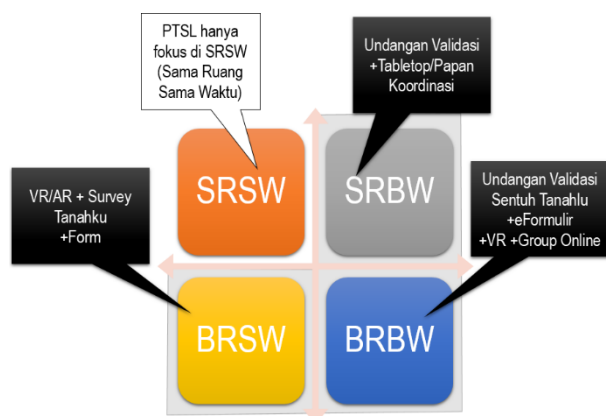 PTSL hanya
fokus di SRSW
(Sama Ruang
Sama Waktu)
Undangan Validasi
+Tabletop/Papan
Koordinasi
SRSW
SRBW
VR/AR + Survey
Tanahku
+Form
Undangan Validasi
Sentuh Tanahlu
+eFormulir
+VR +Group Online
BRSW
BRBW